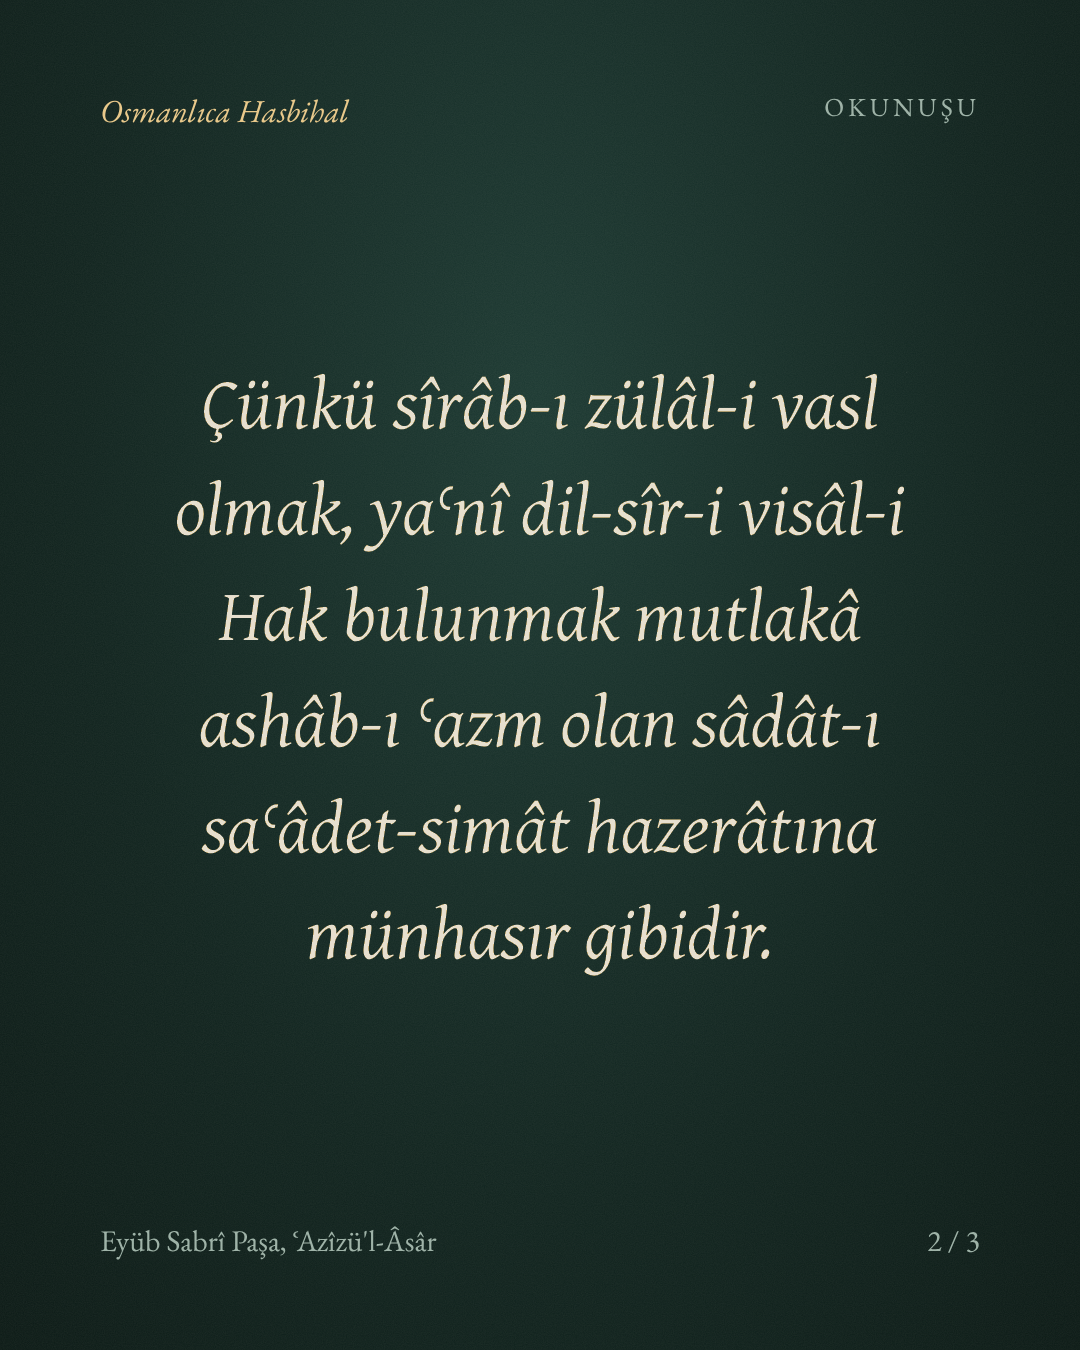 Osmanlıca Hasbihal
OKUNUŞU
Çünkü sîrâb-ı zülâl-i vasl
olmak, yaʿnî dil-sîr-i visâl-i
Hak bulunmak mutlakâ
ashâb-ı ʿazm olan sâdât-ı
saʿâdet-simât hazerâtına
münhasır gibidir.
Eyüb Sabrî Paşa, ʿAzîzü'l-Âsâr
2 / 3